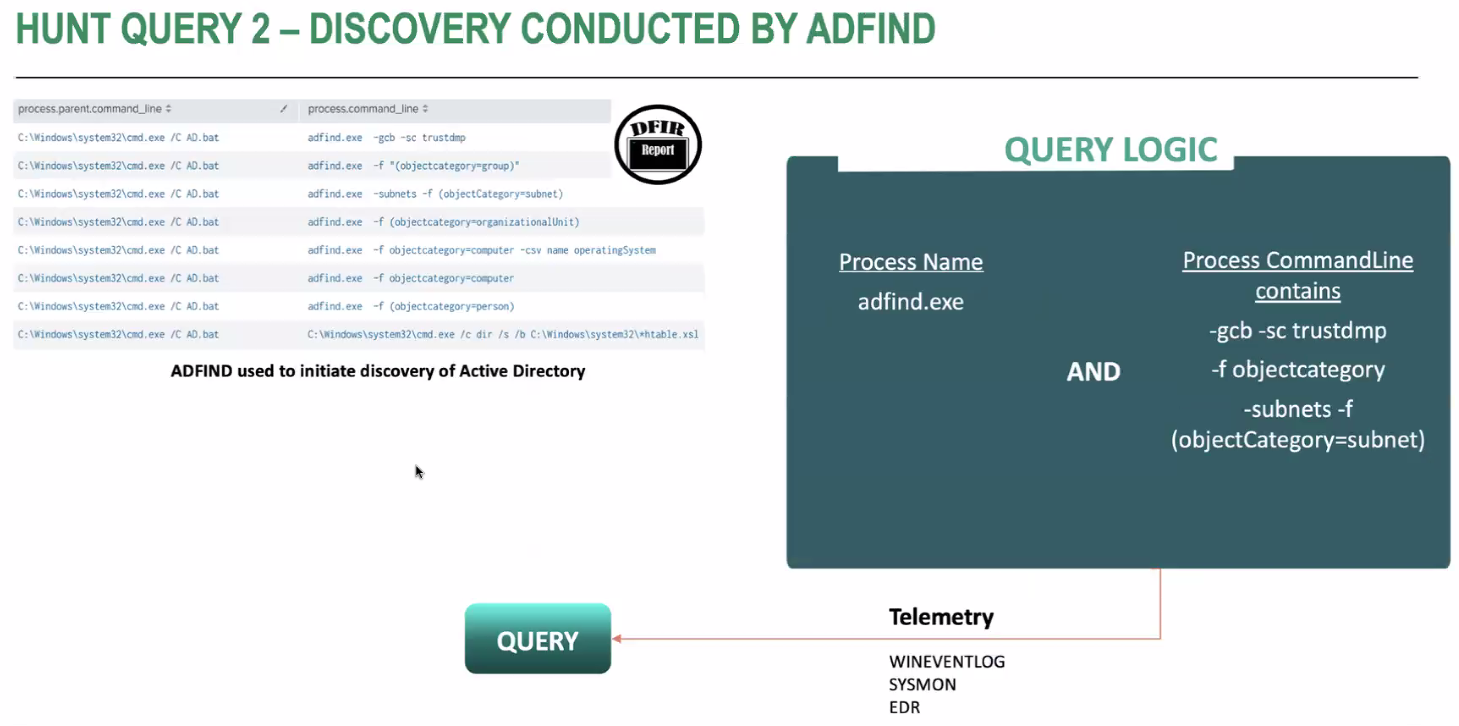 HUNT QUERY 2 – DISCOVERY CONDUCTED BY ADFIND
process.parent.command_line process.command_line
C:\Windows\system32\cmd.exe /C AD.bat adfind.exe -gcb -sc trustdmp
C:\Windows\system32\cmd.exe /C AD.bat adfind.exe -f "(objectcategory=group)"
C:\Windows\system32\cmd.exe /C AD.bat adfind.exe -subnets -f (objectCategory=subnet)
C:\Windows\system32\cmd.exe /C AD.bat adfind.exe -f (objectcategory=organizationalUnit)
C:\Windows\system32\cmd.exe /C AD.bat adfind.exe -f objectcategory=computer -csv name operatingSystem
C:\Windows\system32\cmd.exe /C AD.bat adfind.exe -f objectcategory=computer
C:\Windows\system32\cmd.exe /C AD.bat adfind.exe -f (objectcategory=person)
C:\Windows\system32\cmd.exe /C AD.bat C:\Windows\system32\cmd.exe /c dir /s /b C:\Windows\system32\*htable.xsl
DFIR
Report
ADFIND used to initiate discovery of Active Directory
QUERY LOGIC
Process Name
adfind.exe
AND
Process CommandLine
contains
-gcb -sc trustdmp
-f objectcategory
-subnets -f
(objectCategory=subnet)
QUERY
Telemetry
WINEVENTLOG
SYSMON
EDR